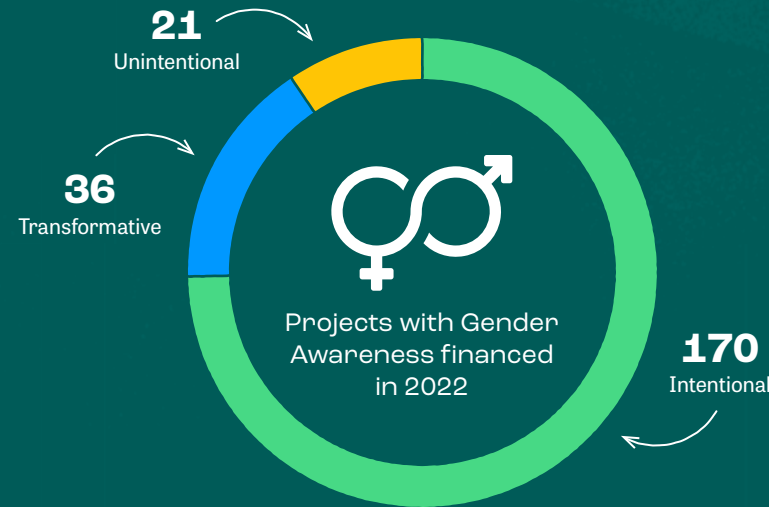 21
Unintentional
36
Transformative
Projects with Gender
Awareness financed
in 2022
170
Intentional